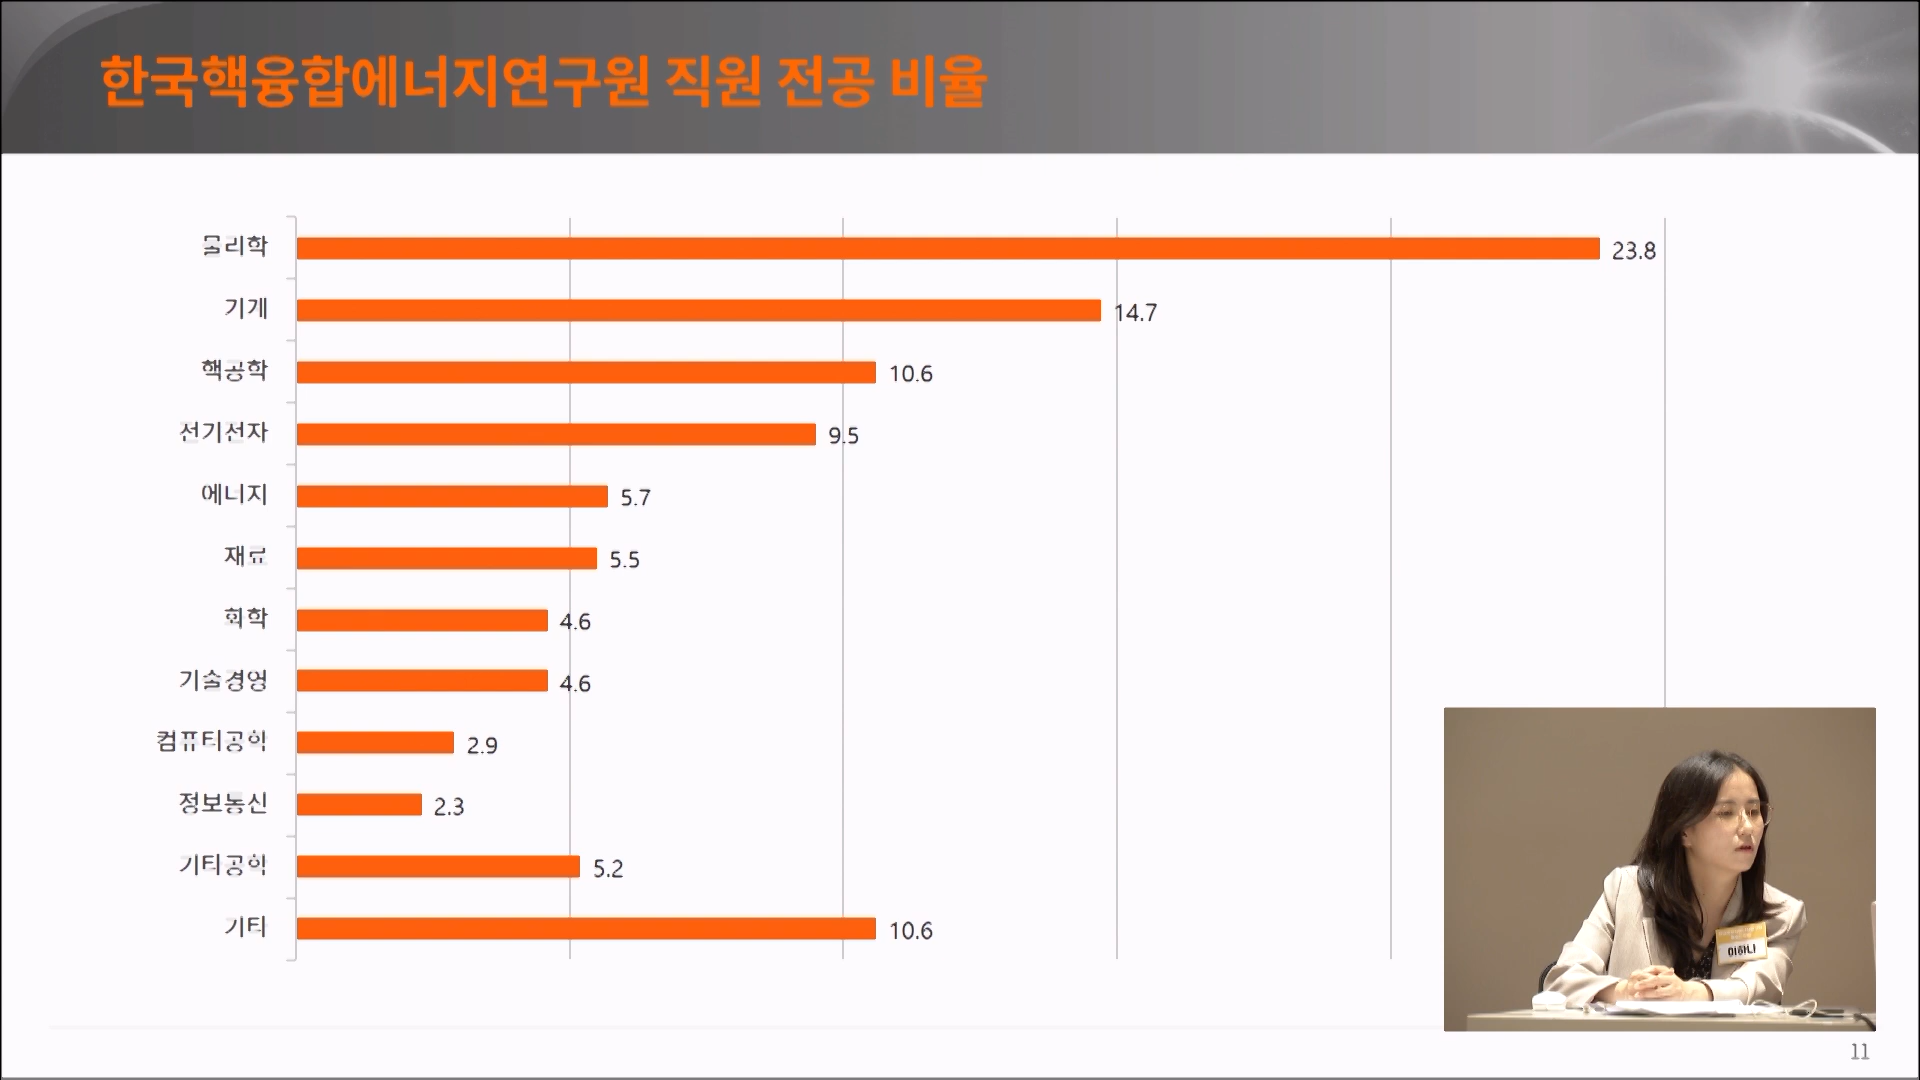 한국핵융합에너지연구원 직원 전공 비율
물리학 23.8
기계 14.7
핵공학 10.6
전기전자 9.5
에너지 5.7
재료 5.5
화학 4.6
기술경영 4.6
컴퓨터공학 2.9
정보통신 2.3
기타공학 5.2
기타 10.6
이하나
11